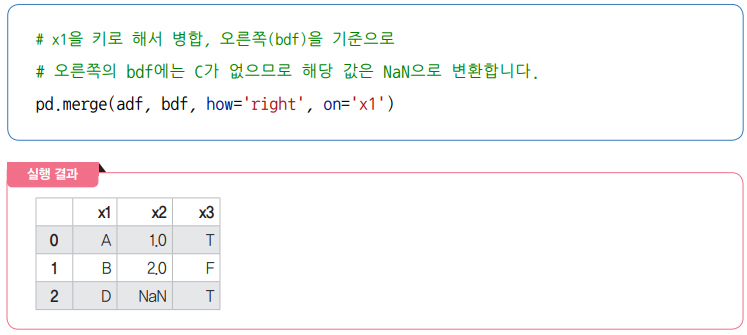 # x1을 키로 해서 병합, 오른쪽(bdf)을 기준으로
# 오른쪽의 bdf에는 C가 없으므로 해당 값은 NaN으로 변환합니다.
pd.merge(adf, bdf, how='right', on='x1')
실행 결과
x1 x2 x3
0 A 1.0 T
1 B 2.0 F
2 D NaN T